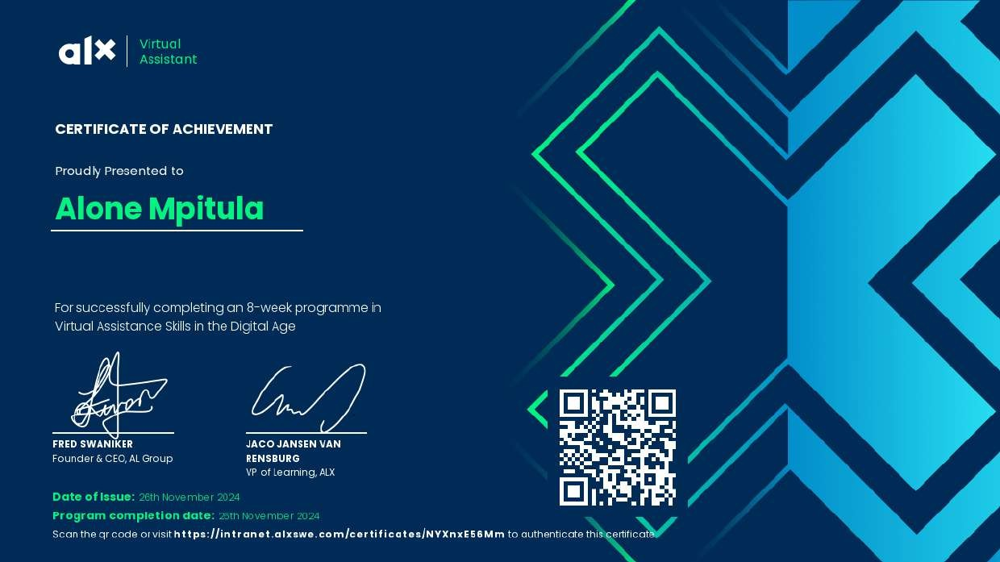 alx
Virtual
Assistant
CERTIFICATE OF ACHIEVEMENT
Proudly Presented to
Alone Mpitula
For successfully completing an 8-week programme in
Virtual Assistance Skills in the Digital Age
FRED SWANIKER
Founder & CEO, AL Group
JACO JANSEN VAN
RENSBURG
VP of Learning, ALX
Date of Issue: 26th November 2024
Program completion date: 25th November 2024
Scan the qr code or visit https://intranet.alxswe.com/certificates/NYXnxE56Mm to authenticate this certificate.